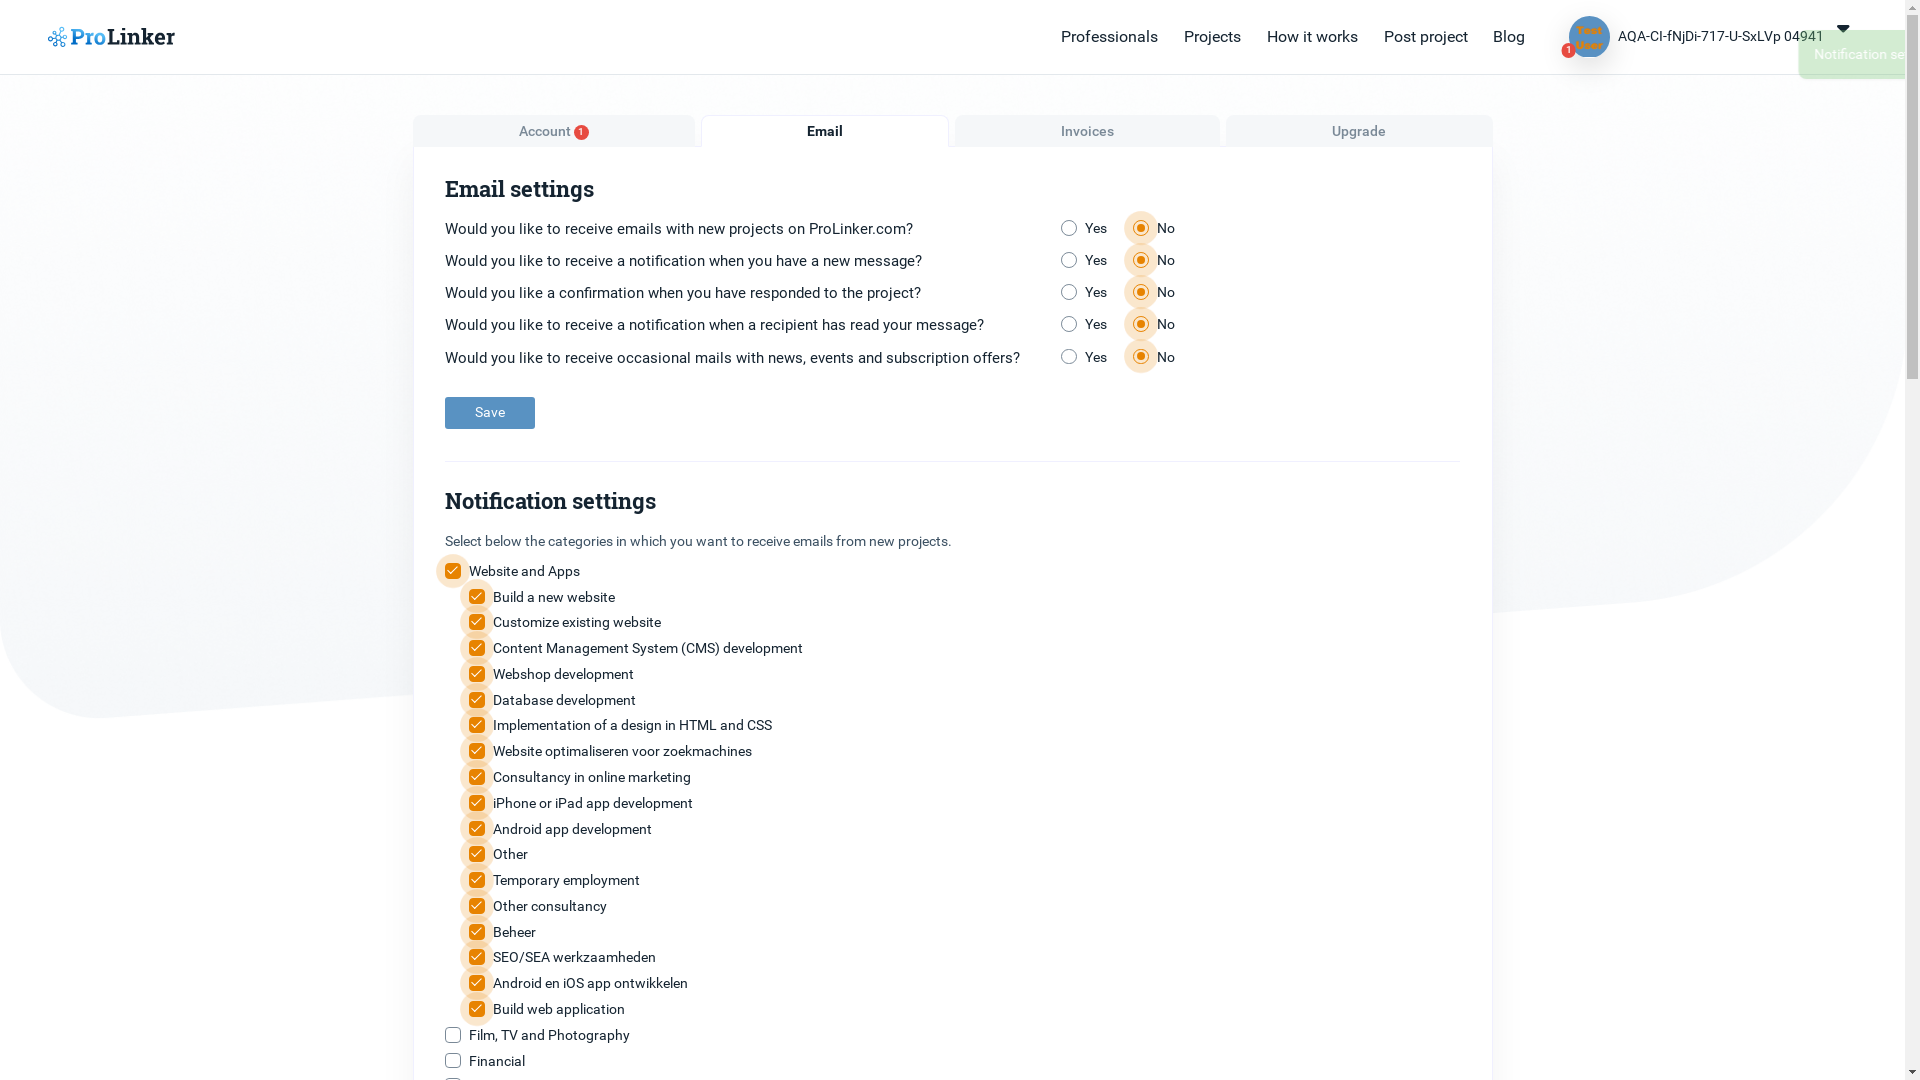 ProLinker
Professionals
Projects
How it works
Post project
Blog
Test
User
1
AQA-CI-fNjDi-717-U-SxLVp 04941
Notification se
Account 1
Email
Invoices
Upgrade
Email settings
Would you like to receive emails with new projects on ProLinker.com? Yes No
Would you like to receive a notification when you have a new message? Yes No
Would you like a confirmation when you have responded to the project? Yes No
Would you like to receive a notification when a recipient has read your message? Yes No
Would you like to receive occasional mails with news, events and subscription offers? Yes No
Save
Notification settings
Select below the categories in which you want to receive emails from new projects.
Website and Apps
Build a new website
Customize existing website
Content Management System (CMS) development
Webshop development
Database development
Implementation of a design in HTML and CSS
Website optimaliseren voor zoekmachines
Consultancy in online marketing
iPhone or iPad app development
Android app development
Other
Temporary employment
Other consultancy
Beheer
SEO/SEA werkzaamheden
Android en iOS app ontwikkelen
Build web application
Film, TV and Photography
Financial